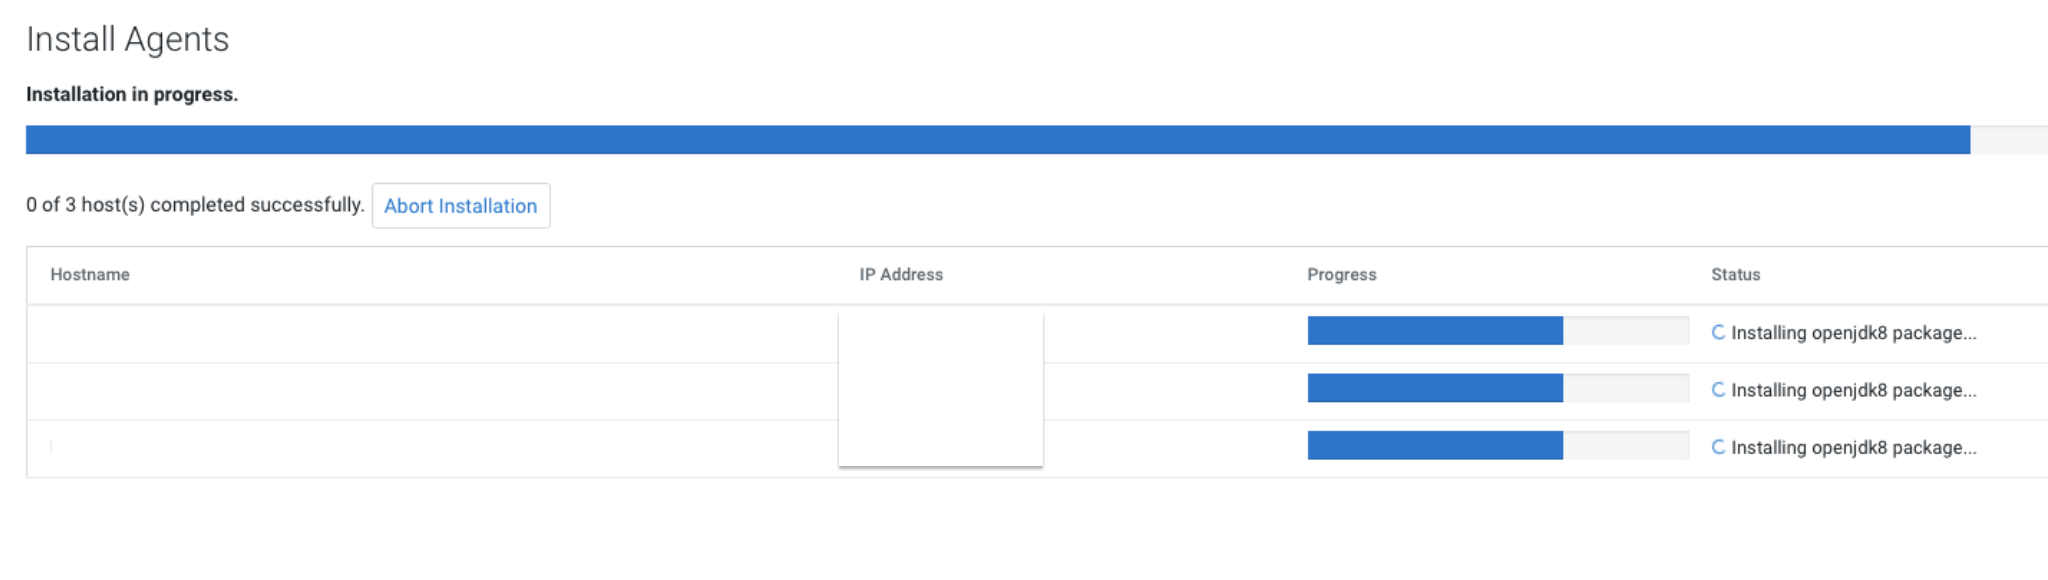 Install Agents
Installation in progress.
0 of 3 host(s) completed successfully. Abort Installation
Hostname IP Address Progress Status
Installing openjdk8 package...
Installing openjdk8 package...
Installing openjdk8 package...